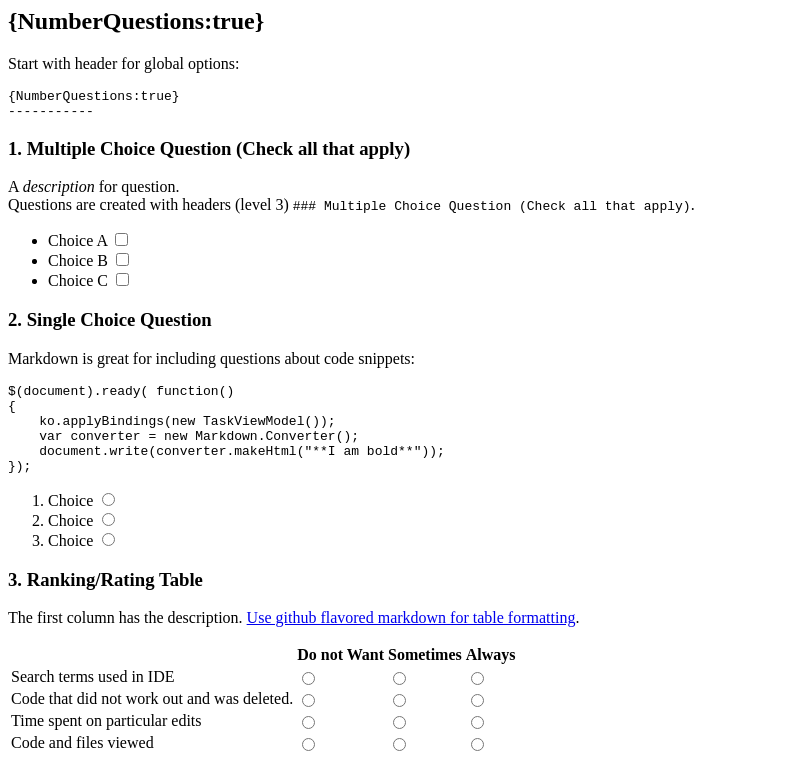 {NumberQuestions:true}
Start with header for global options:
{NumberQuestions:true}
-----------
1. Multiple Choice Question (Check all that apply)
A description for question.
Questions are created with headers (level 3) ### Multiple Choice Question (Check all that apply).
• Choice A
• Choice B
• Choice C
2. Single Choice Question
Markdown is great for including questions about code snippets:
$(document).ready( function()
{
    ko.applyBindings(new TaskViewModel());
    var converter = new Markdown.Converter();
    document.write(converter.makeHtml("**I am bold**"));
});
1. Choice
2. Choice
3. Choice
3. Ranking/Rating Table
The first column has the description. Use github flavored markdown for table formatting.
Do not Want Sometimes Always
Search terms used in IDE
Code that did not work out and was deleted.
Time spent on particular edits
Code and files viewed